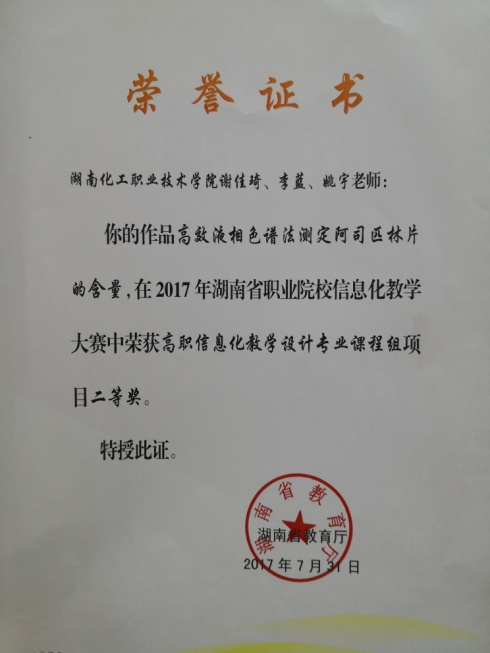 荣誉证书
湖南化工职业技术学院谢佳琦、李蓝、姚宇老师:
你的作品高效液相色谱法测定阿司匹林片
的含量,在2017年湖南省职业院校信息化教学
大赛中荣获高职信息化教学设计专业课程组项
目二等奖。
特授此证。
湖南省教育厅
湖南省教育厅
2017年7月31日